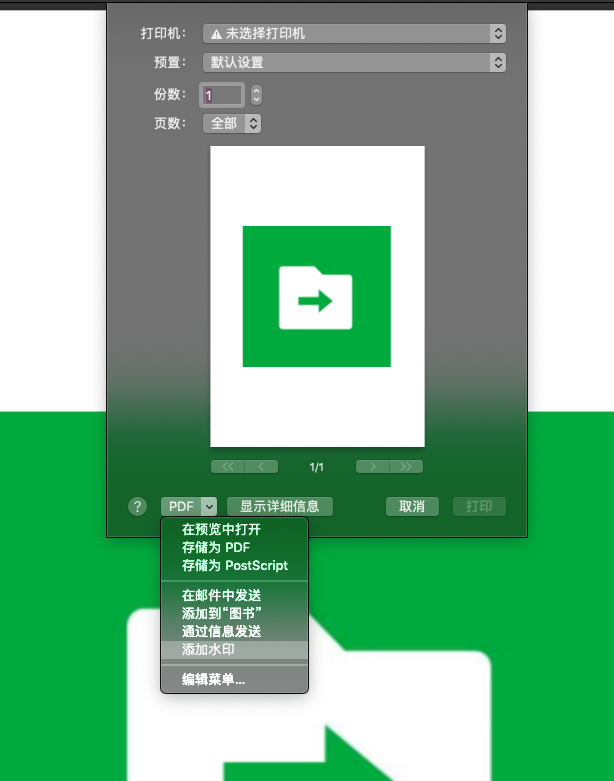 打印机： 未选择打印机
预置： 默认设置
份数： 1
页数： 全部
1/1
? PDF 显示详细信息 取消 打印
在预览中打开
存储为 PDF
存储为 PostScript
在邮件中发送
添加到“图书”
通过信息发送
添加水印
编辑菜单...